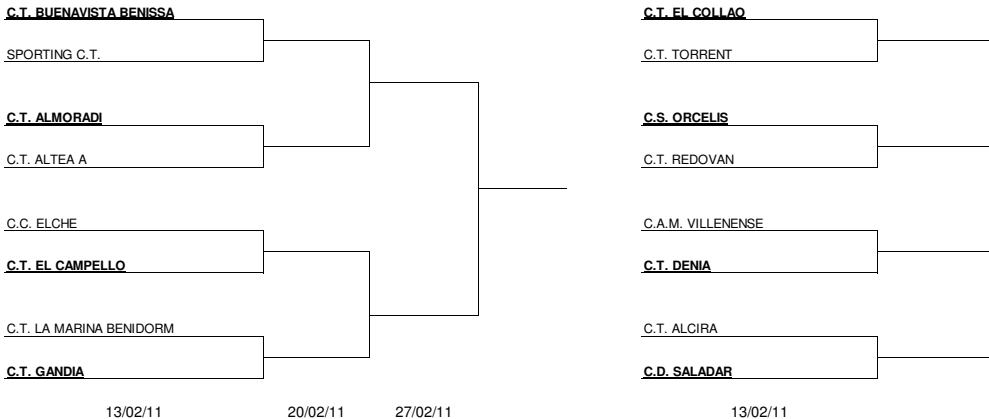 C.T. BUENAVISTA BENISSA
SPORTING C.T.
C.T. ALMORADI
C.T. ALTEA A
C.C. ELCHE
C.T. EL CAMPELLO
C.T. LA MARINA BENIDORM
C.T. GANDIA
13/02/11 20/02/11 27/02/11
C.T. EL COLLAO
C.T. TORRENT
C.S. ORCELIS
C.T. REDOVAN
C.A.M. VILLENENSE
C.T. DENIA
C.T. ALCIRA
C.D. SALADAR
13/02/11